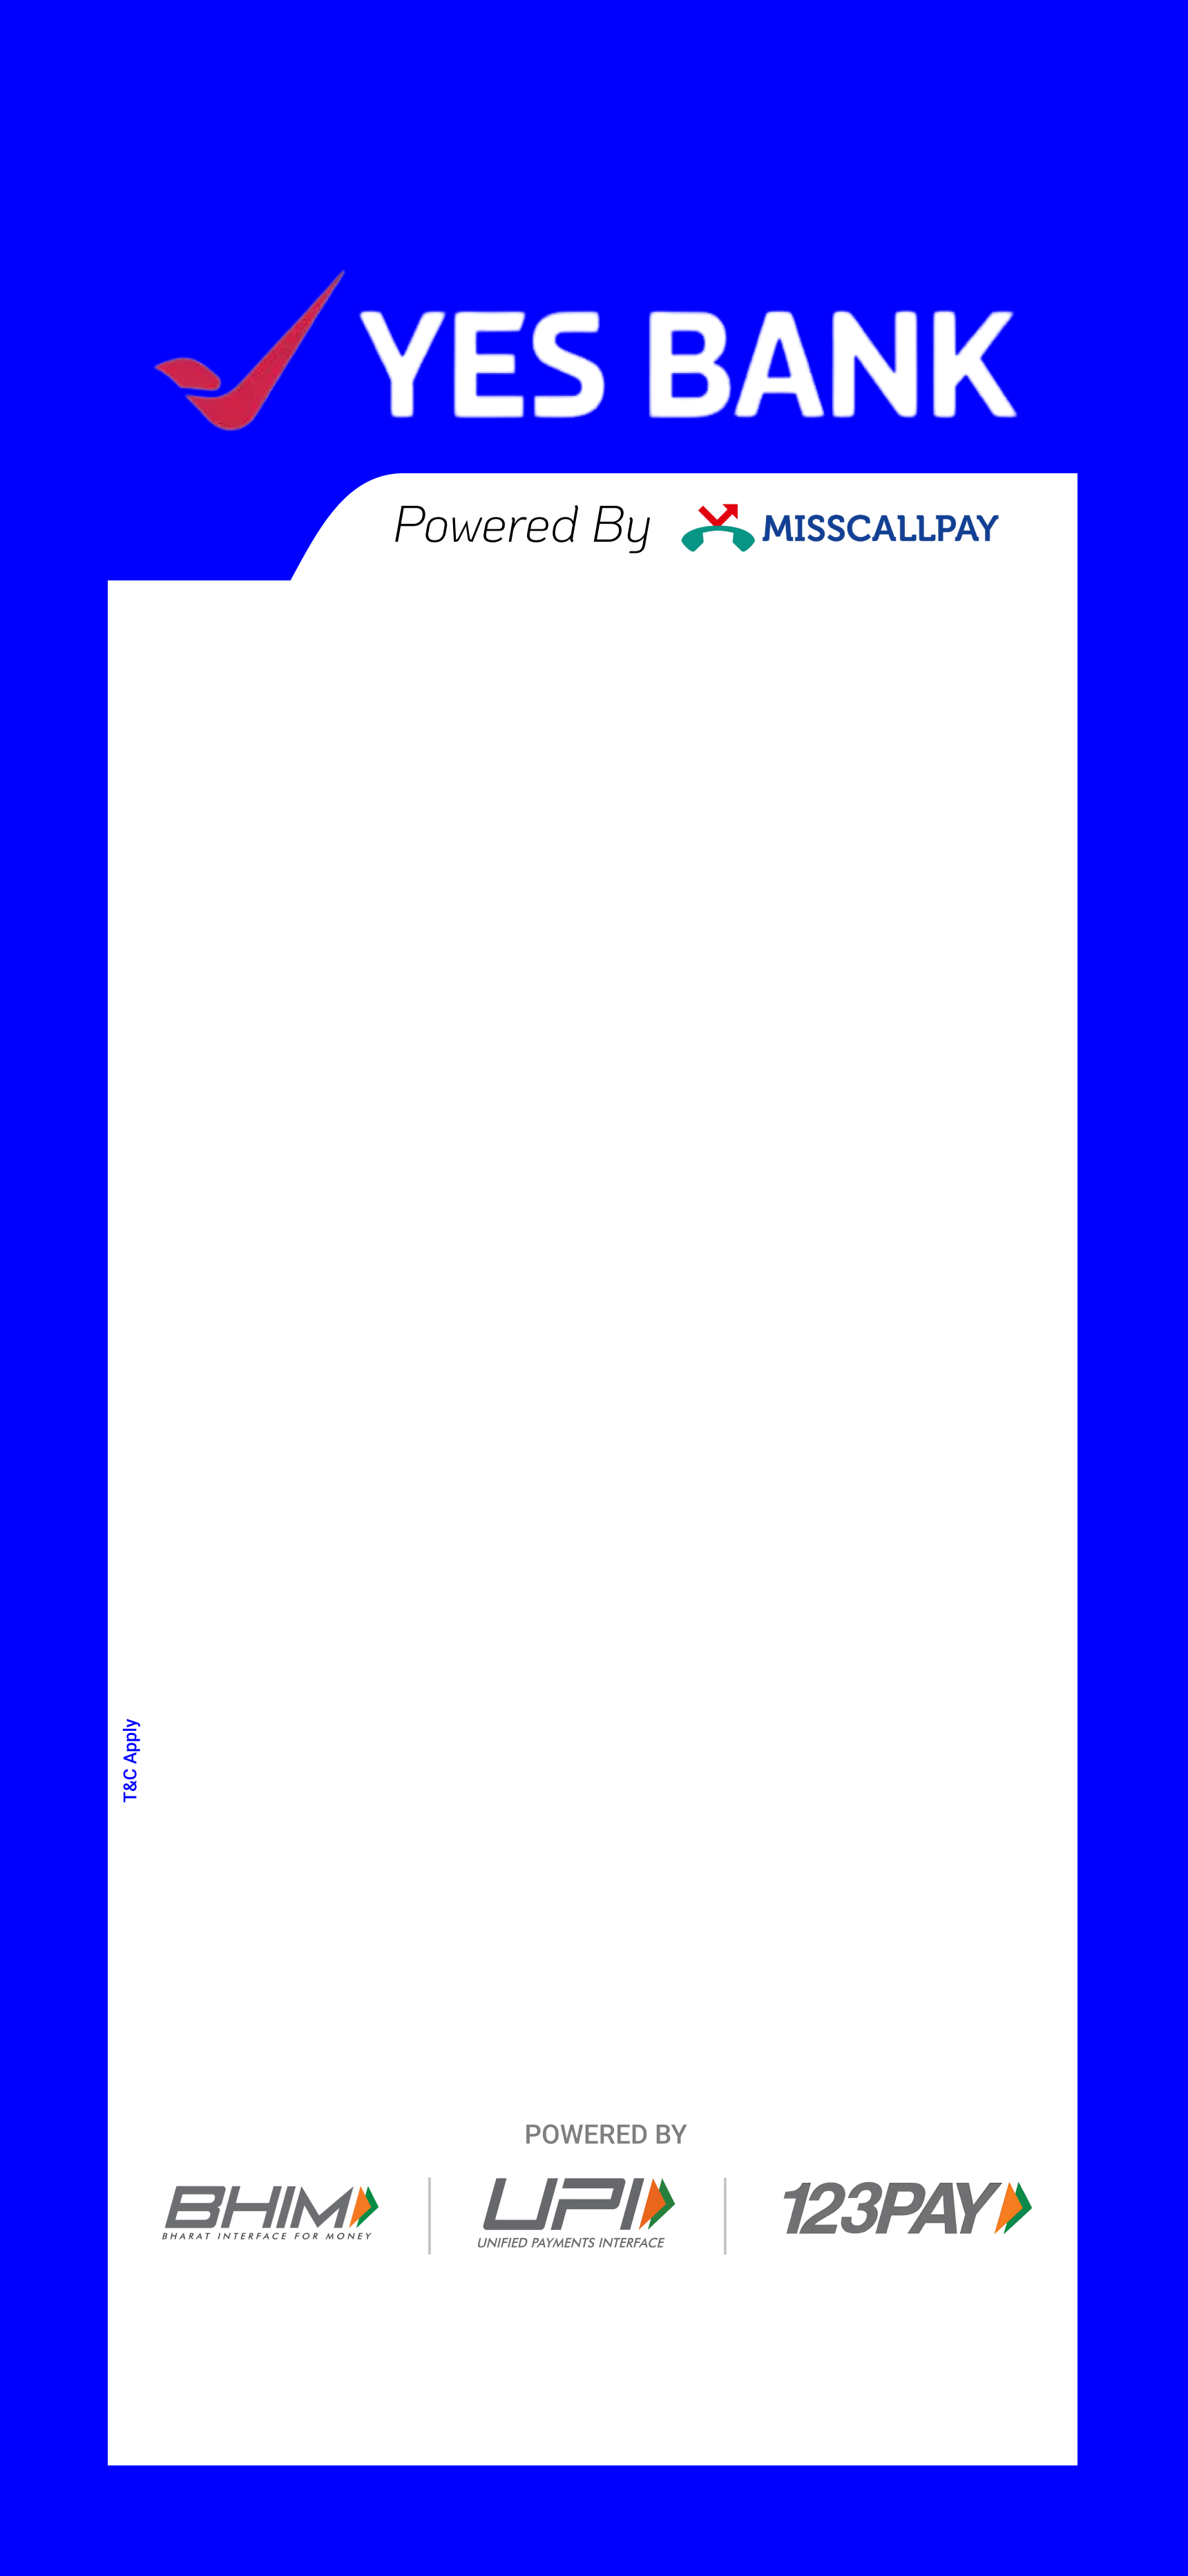 YES BANK
Powered By MISSCALLPAY
T&C Apply
POWERED BY
BHIM UPI 123PAY
BHARAT INTERFACE FOR MONEY UNIFIED PAYMENTS INTERFACE